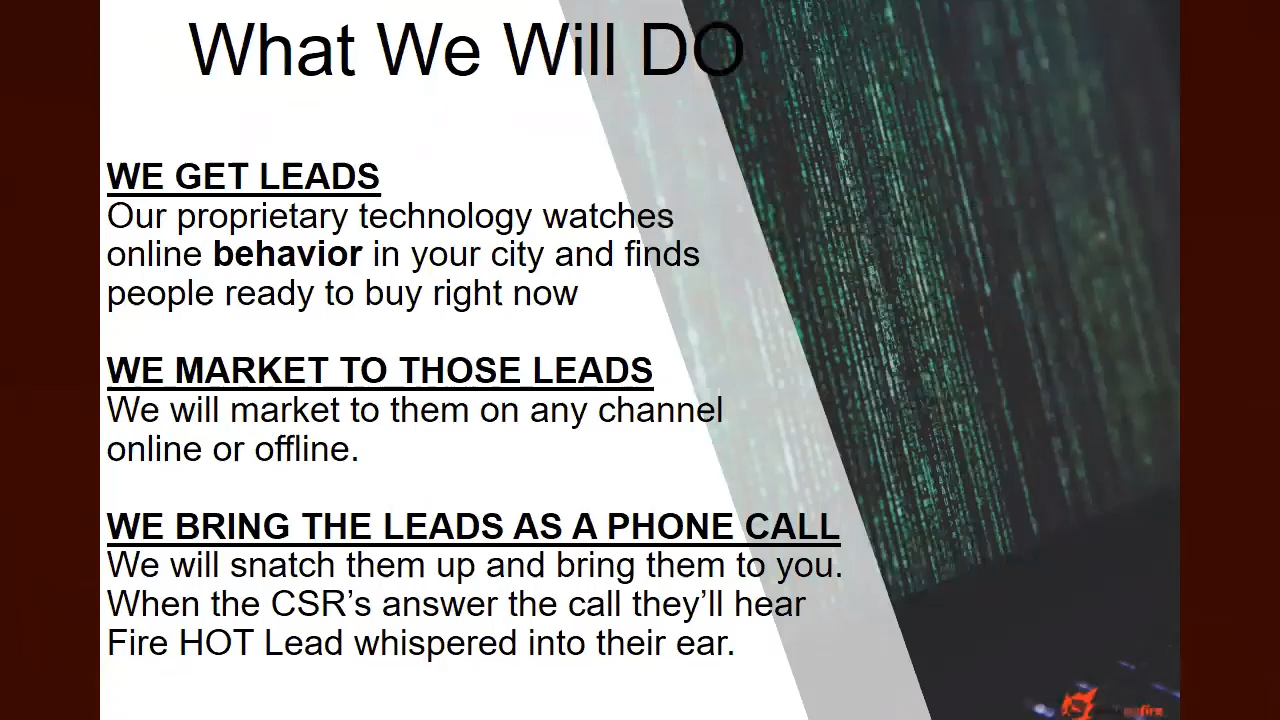 What We Will DO
WE GET LEADS
Our proprietary technology watches
online behavior in your city and finds
people ready to buy right now
WE MARKET TO THOSE LEADS
We will market to them on any channel
online or offline.
WE BRING THE LEADS AS A PHONE CALL
We will snatch them up and bring them to you.
When the CSR’s answer the call they’ll hear
Fire HOT Lead whispered into their ear.